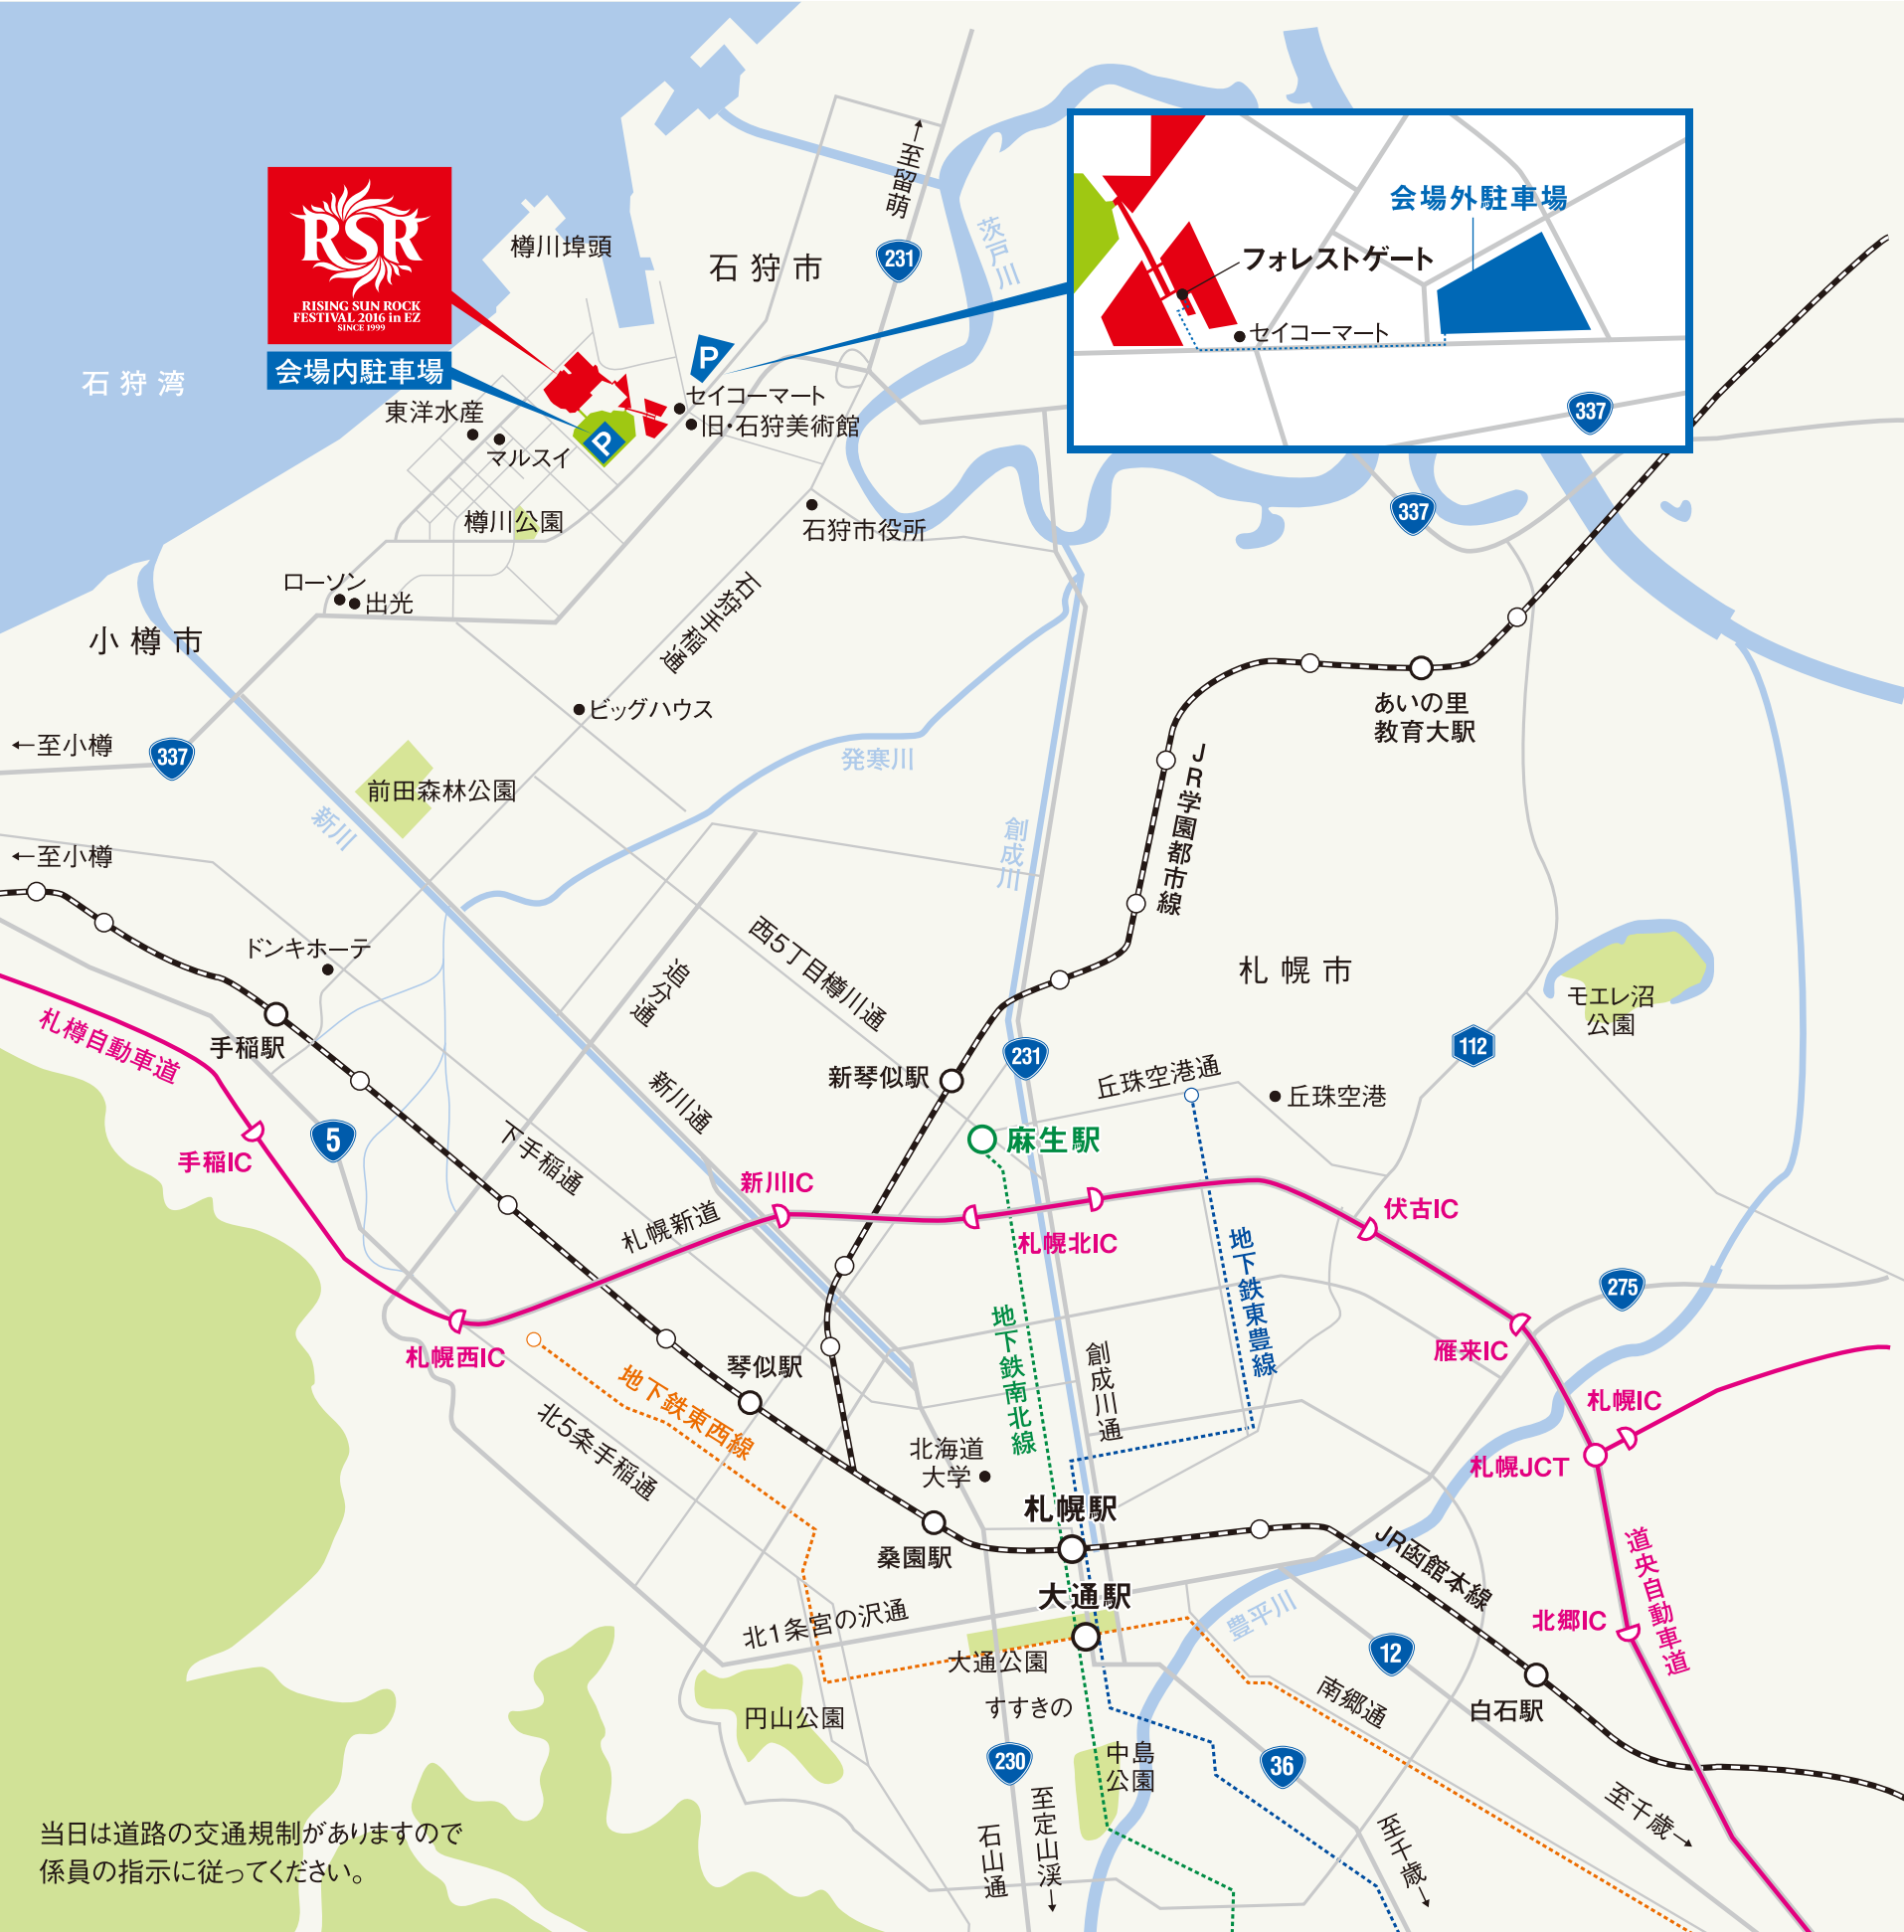 RSR
RISING SUN ROCK
FESTIVAL 2016 in EZ
SINCE 1999
会場内駐車場
樽川埠頭
石狩市
→至留萌
231
茨戸川
会場外駐車場
フォレストゲート
セイコーマート
337
石狩湾
P
セイコーマート
旧・石狩美術館
東洋水産
マルスイ
P
樽川公園
石狩市役所
337
ローソン
出光
小樽市
石狩手稲通
ビッグハウス
あいの里
教育大駅
←至小樽
337
発寒川
JR学園都市線
前田森林公園
新川
創成川
←至小樽
ドンキホーテ
西5丁目樽川通
追分通
札幌市
モエレ沼
公園
札樽自動車道
手稲駅
新琴似駅
231
丘珠空港通
丘珠空港
112
新川通
5
下手稲通
麻生駅
手稲IC
新川IC
札幌新道
札幌北IC
伏古IC
地下鉄東豊線
275
札幌西IC
琴似駅
地下鉄南北線
雁来IC
創成川通
地下鉄東西線
札幌IC
北5条手稲通
北海道
大学
札幌JCT
札幌駅
桑園駅
JR函館本線
道央自動車道
大通駅
北1条宮の沢通
豊平川
北郷IC
大通公園
12
すすきの
南郷通
白石駅
円山公園
中島
公園
230
36
至定山渓→
石山通
至千歳→
至千歳→
当日は道路の交通規制がありますので
係員の指示に従ってください。